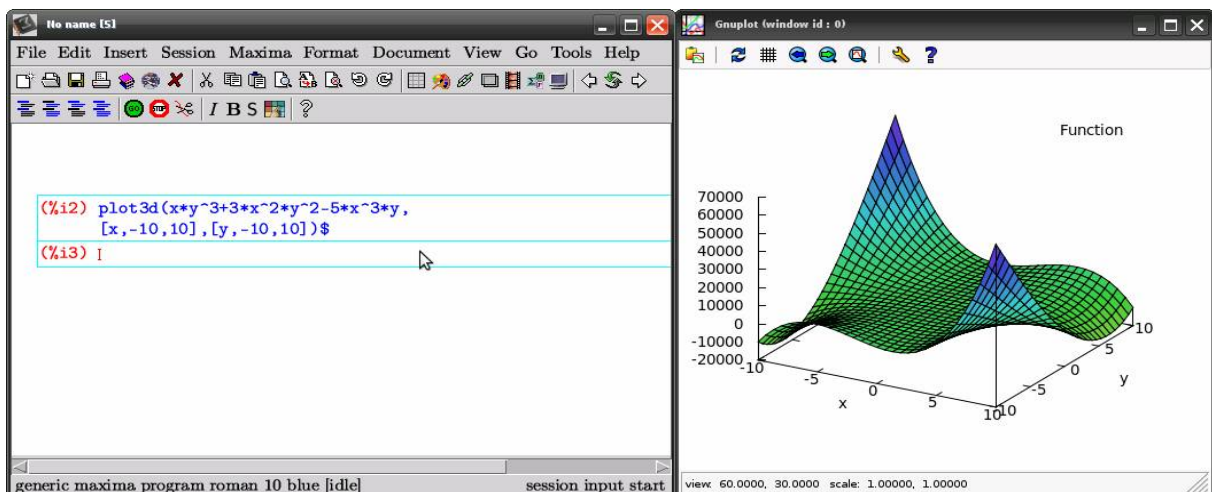 No name [5]
File Edit Insert Session Maxima Format Document View Go Tools Help
GO STOP I B S ?
(%i2) plot3d(x*y^3+3*x^2*y^2-5*x^3*y,
[x,-10,10],[y,-10,10])$
(%i3)
generic maxima program roman 10 blue [idle] session input start
Gnuplot (window id : 0)
?
Function
70000
60000
50000
40000
30000
20000
10000
0
-10000
-20000
-10
-5
0
5
10
x
-10
-5
0
5
10
y
view: 60.0000, 30.0000 scale: 1.00000, 1.00000